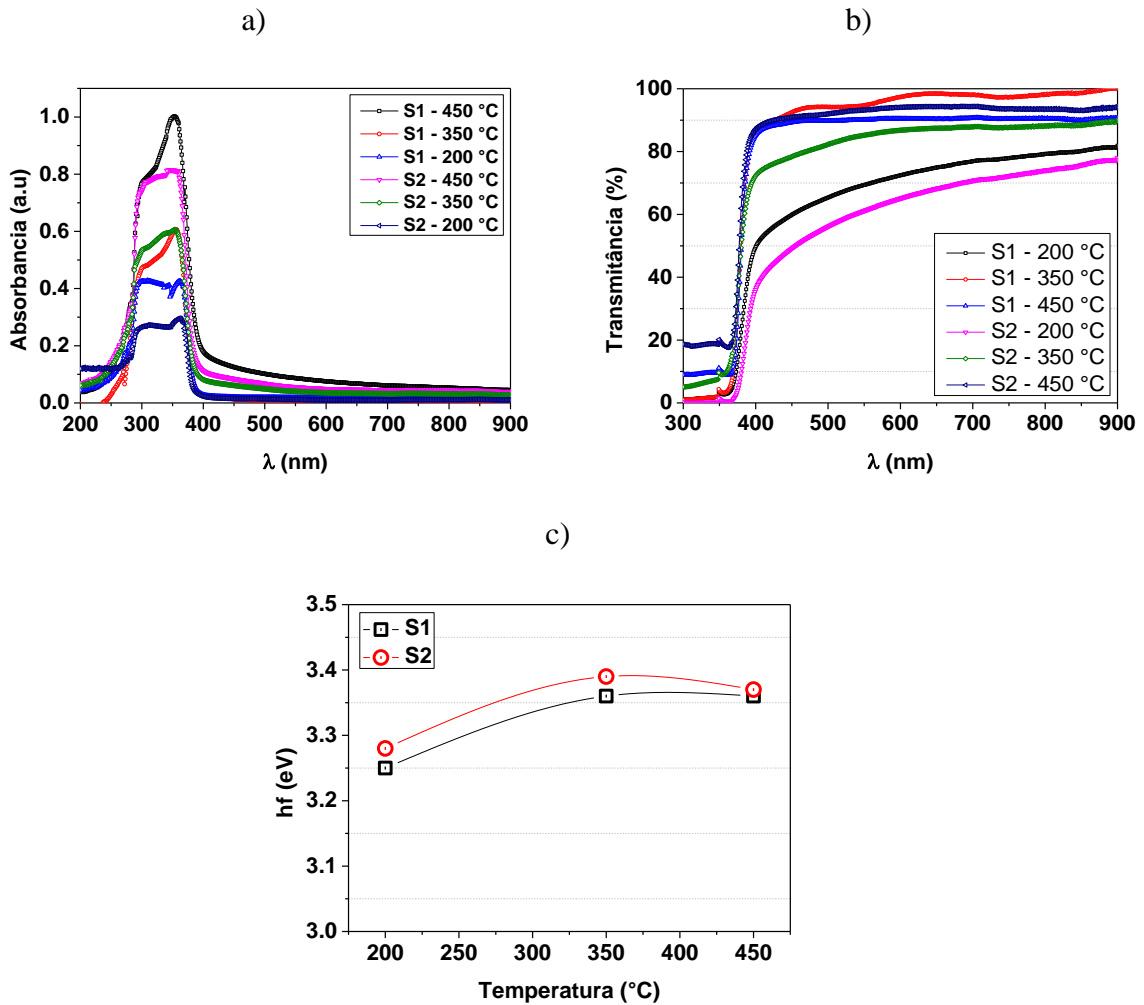 a)
Absorbancia (a.u)
1.0
0.8
0.6
0.4
0.2
0.0
200 300 400 500 600 700 800 900
λ (nm)
S1 - 450 °C
S1 - 350 °C
S1 - 200 °C
S2 - 450 °C
S2 - 350 °C
S2 - 200 °C
b)
Transmitância (%)
100
80
60
40
20
0
300 400 500 600 700 800 900
λ (nm)
S1 - 200 °C
S1 - 350 °C
S1 - 450 °C
S2 - 200 °C
S2 - 350 °C
S2 - 450 °C
c)
hf (eV)
3.5
3.4
3.3
3.2
3.1
3.0
200 250 300 350 400 450
Temperatura (°C)
S1
S2